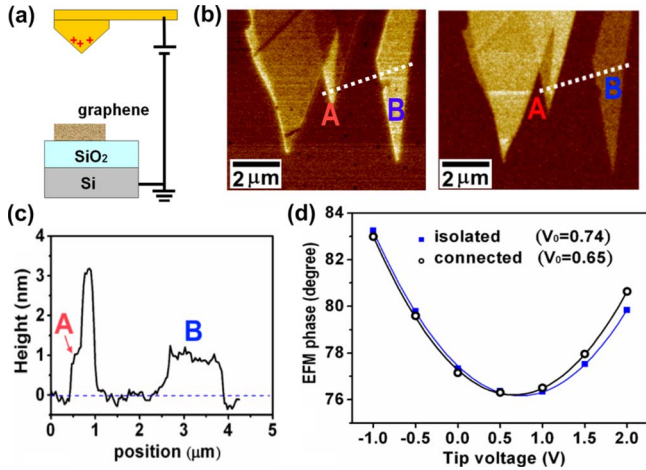 (a)
+++
graphene
SiO₂
Si
(b)
A
B
2 μm
A
B
2 μm
(c)
4
3
2
1
0
Height (nm)
A
B
0
1
2
3
4
5
position (μm)
(d)
83
82
80
77
76
EFM phase (degree)
isolated (V₀=0.74)
connected (V₀=0.65)
-1.0
-0.5
0.0
0.5
1.0
1.5
2.0
Tip voltage (V)